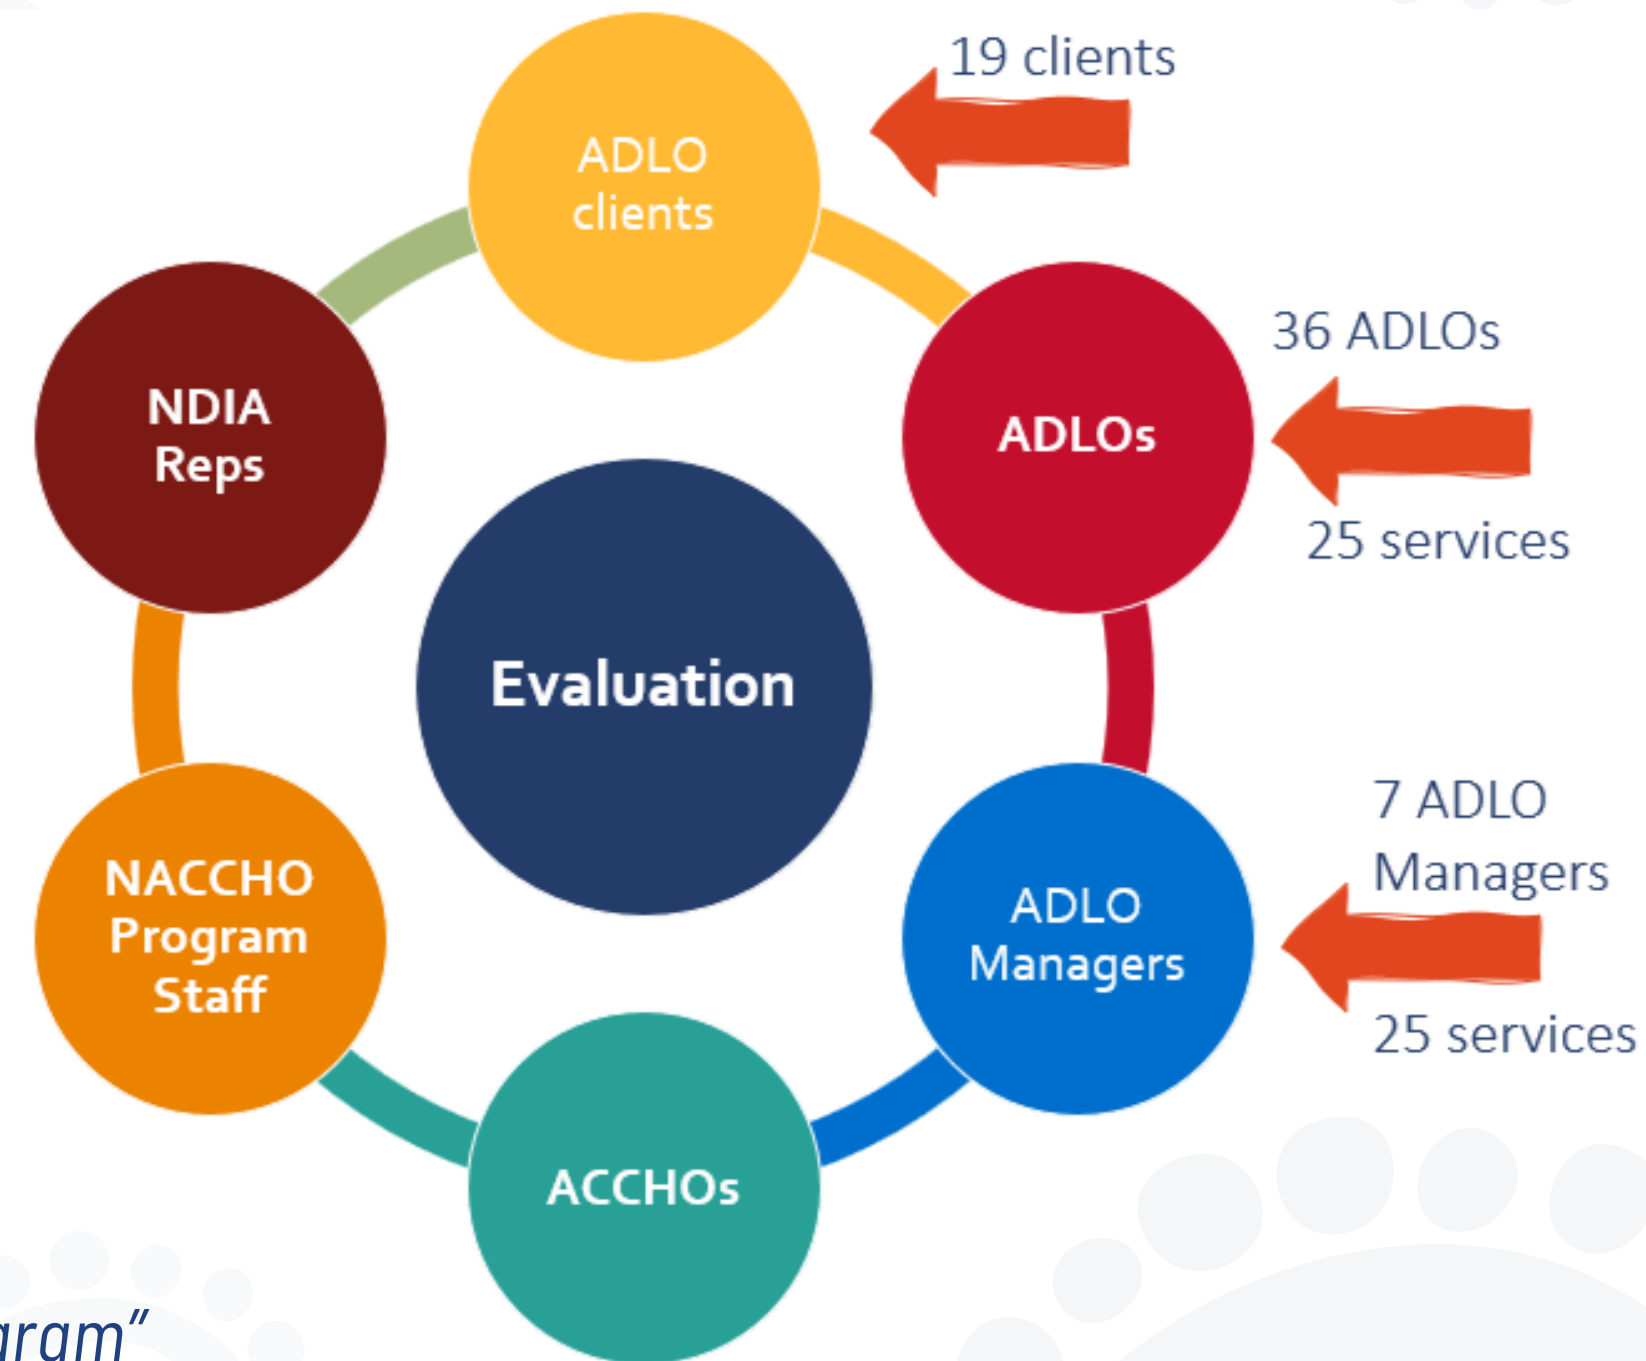 19 clients
ADLO
clients
36 ADLOs
NDIA
Reps
ADLOs
25 services
Evaluation
7 ADLO
Managers
NACCHO
Program
Staff
ADLO
Managers
25 services
ACCHOs